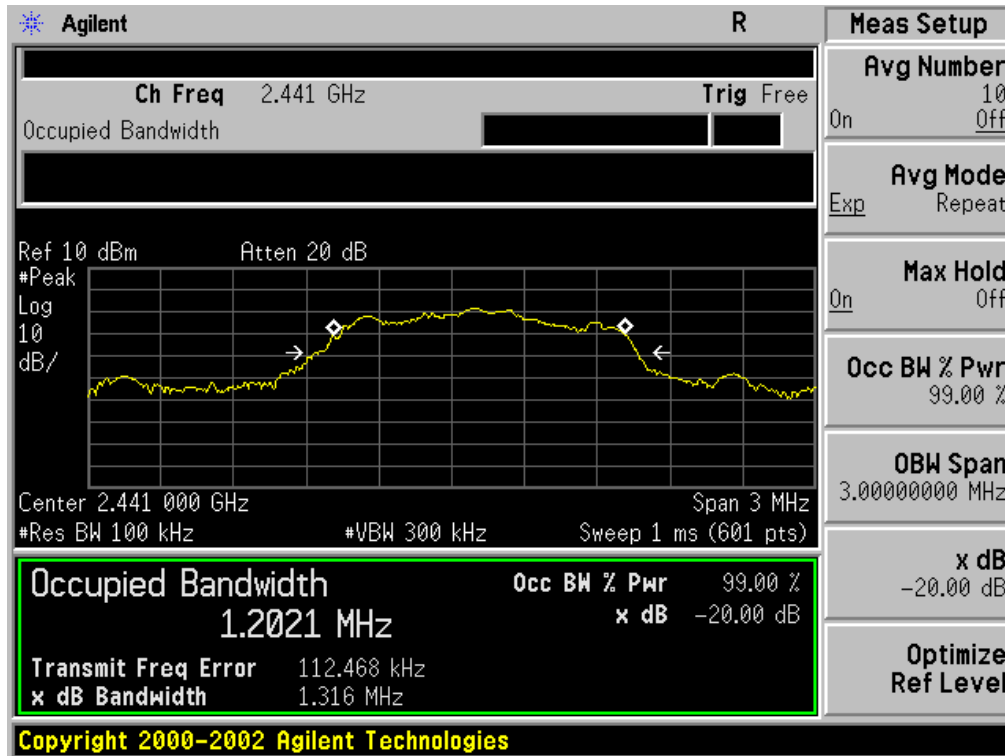 Agilent R Meas Setup
Ch Freq 2.441 GHz Trig Free
Occupied Bandwidth
Avg Number
10
On Off
Avg Mode
Exp Repeat
Max Hold
On Off
Occ BW % Pwr
99.00 %
OBW Span
3.00000000 MHz
x dB
-20.00 dB
Optimize
Ref Level
Ref 10 dBm Atten 20 dB
#Peak
Log
10
dB/
Center 2.441 000 GHz Span 3 MHz
#Res BW 100 kHz #VBW 300 kHz Sweep 1 ms (601 pts)
Occupied Bandwidth Occ BW % Pwr 99.00 %
1.2021 MHz x dB -20.00 dB
Transmit Freq Error 112.468 kHz
x dB Bandwidth 1.316 MHz
Copyright 2000-2002 Agilent Technologies